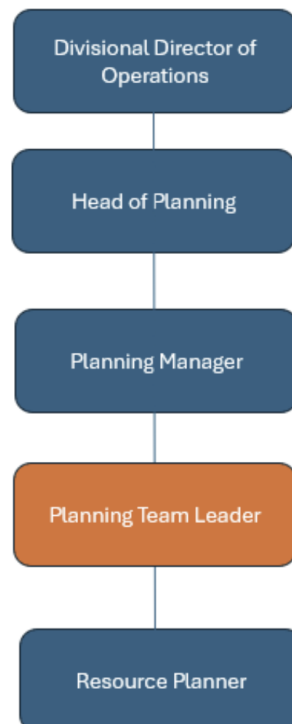 Divisional Director of
Operations
Head of Planning
Planning Manager
Planning Team Leader
Resource Planner